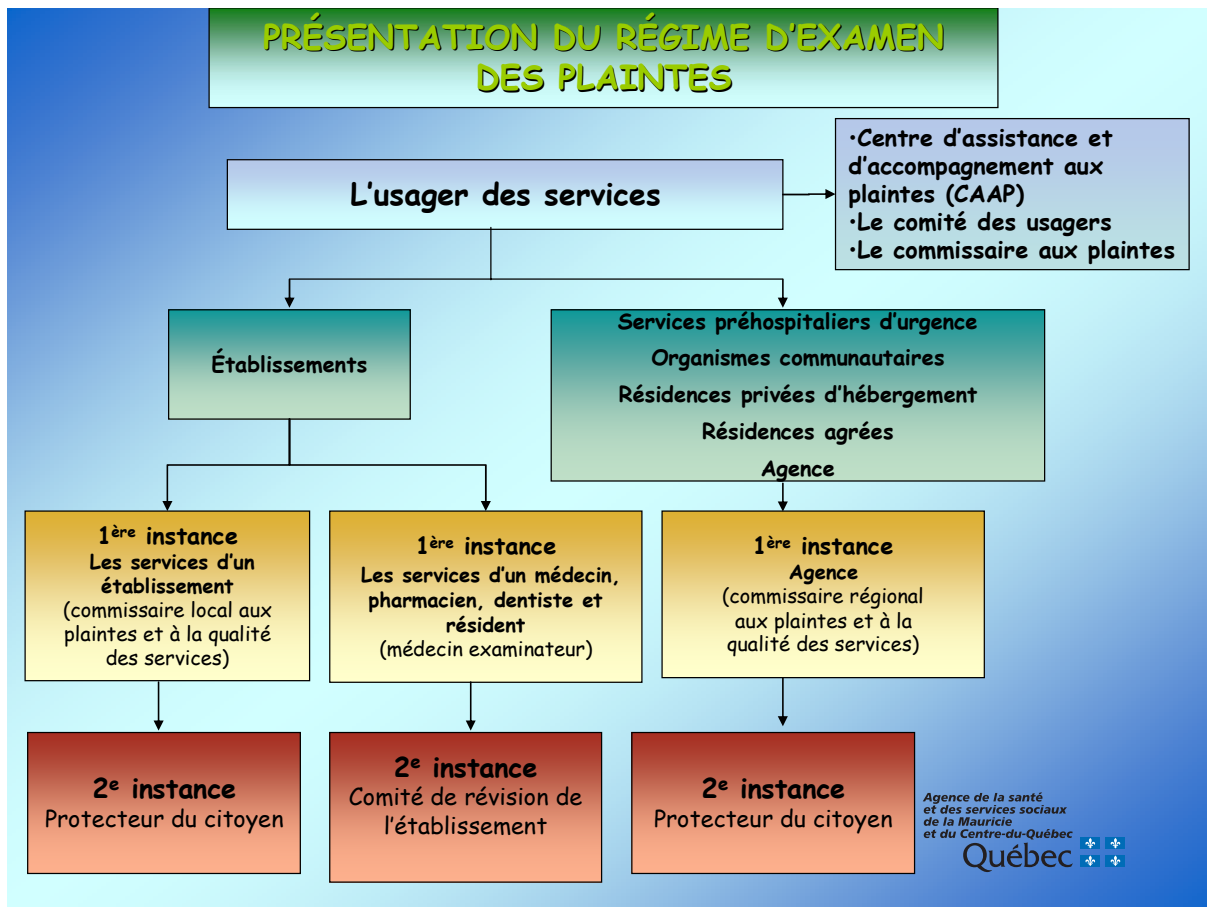 PRÉSENTATION DU RÉGIME D'EXAMEN
DES PLAINTES
L'usager des services
•Centre d'assistance et
d'accompagnement aux
plaintes (CAAP)
•Le comité des usagers
•Le commissaire aux plaintes
Établissements
Services préhospitaliers d'urgence
Organismes communautaires
Résidences privées d'hébergement
Résidences agrées
Agence
1ère instance
Les services d'un
établissement
(commissaire local aux
plaintes et à la qualité
des services)
1ère instance
Les services d'un médecin,
pharmacien, dentiste et
résident
(médecin examinateur)
1ère instance
Agence
(commissaire régional
aux plaintes et à la
qualité des services)
2e instance
Protecteur du citoyen
2e instance
Comité de révision de
l'établissement
2e instance
Protecteur du citoyen
Agence de la santé
et des services sociaux
de la Mauricie
et du Centre-du-Québec
Québec